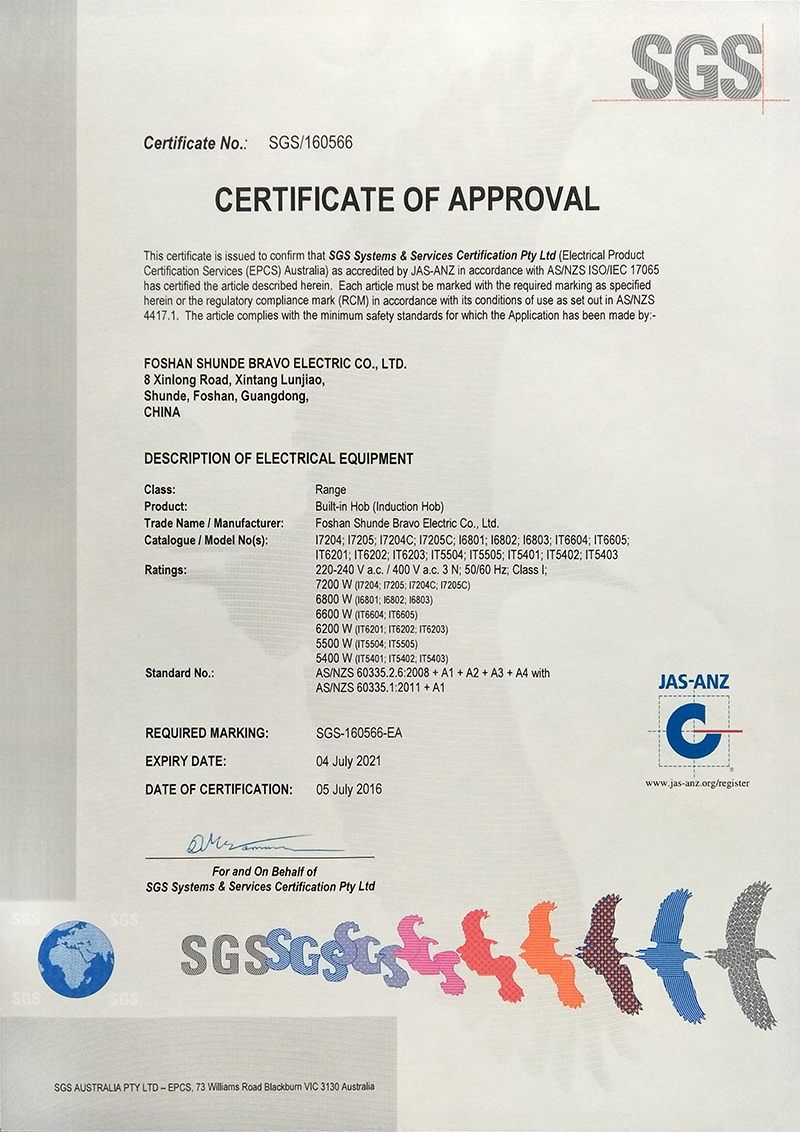 SGS
Certificate No.: SGS/160566
CERTIFICATE OF APPROVAL
This certificate is issued to confirm that SGS Systems & Services Certification Pty Ltd (Electrical Product
Certification Services (EPCS) Australia) as accredited by JAS-ANZ in accordance with AS/NZS ISO/IEC 17065
has certified the article described herein. Each article must be marked with the required marking as specified
herein or the regulatory compliance mark (RCM) in accordance with its conditions of use as set out in AS/NZS
4417.1. The article complies with the minimum safety standards for which the Application has been made by:-
FOSHAN SHUNDE BRAVO ELECTRIC CO., LTD.
8 Xinlong Road, Xintang Lunjiao,
Shunde, Foshan, Guangdong,
CHINA
DESCRIPTION OF ELECTRICAL EQUIPMENT
Class: Range
Product: Built-in Hob (Induction Hob)
Trade Name / Manufacturer: Foshan Shunde Bravo Electric Co., Ltd.
Catalogue / Model No(s): I7204; I7205; I7204C; I7205C; I6801; I6802; I6803; IT6604; IT6605;
IT6201; IT6202; IT6203; IT5504; IT5505; IT5401; IT5402; IT5403
Ratings: 220-240 V a.c. / 400 V a.c. 3 N; 50/60 Hz; Class I;
7200 W (I7204; I7205; I7204C; I7205C)
6800 W (I6801; I6802; I6803)
6600 W (IT6604; IT6605)
6200 W (IT6201; IT6202; IT6203)
5500 W (IT5504; IT5505)
5400 W (IT5401; IT5402; IT5403)
Standard No.: AS/NZS 60335.2.6:2008 + A1 + A2 + A3 + A4 with
AS/NZS 60335.1:2011 + A1
JAS-ANZ
REQUIRED MARKING: SGS-160566-EA
EXPIRY DATE: 04 July 2021
www.jas-anz.org/register
DATE OF CERTIFICATION: 05 July 2016
For and On Behalf of
SGS Systems & Services Certification Pty Ltd
SGS SGS
SGS SGS SGS
SGS SGS
SGS AUSTRALIA PTY LTD – EPCS, 73 Williams Road Blackburn VIC 3130 Australia